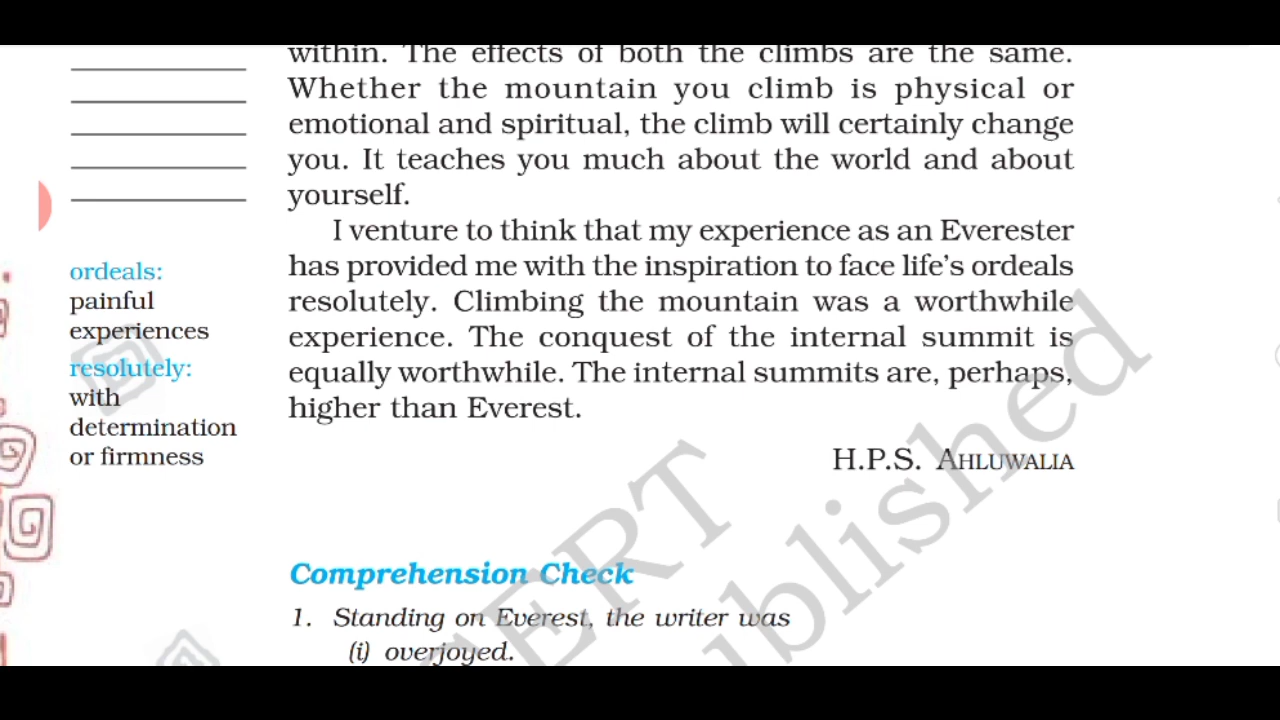 within. The effects of both the climbs are the same.
Whether the mountain you climb is physical or
emotional and spiritual, the climb will certainly change
you. It teaches you much about the world and about
yourself.
I venture to think that my experience as an Everester
has provided me with the inspiration to face life's ordeals
resolutely. Climbing the mountain was a worthwhile
experience. The conquest of the internal summit is
equally worthwhile. The internal summits are, perhaps,
higher than Everest.
H.P.S. AHLUWALIA
ordeals:
painful
experiences
resolutely:
with
determination
or firmness
Comprehension Check
1. Standing on Everest, the writer was
(i) overjoyed.
ERT
blished